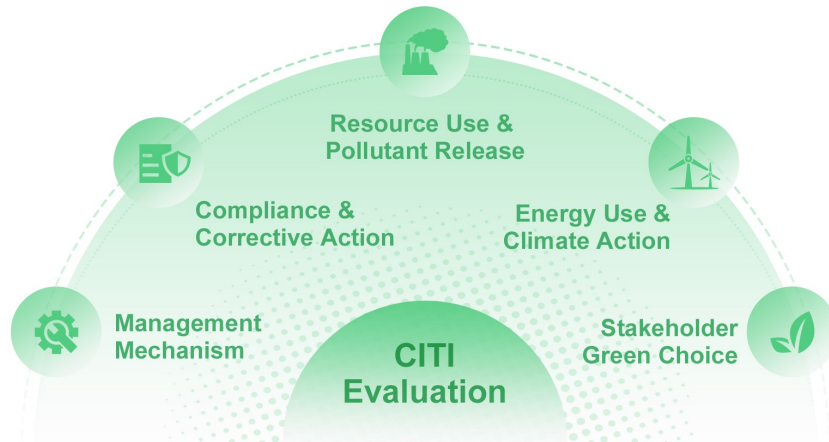 Resource Use &
Pollutant Release
Compliance &
Corrective Action
Energy Use &
Climate Action
Management
Mechanism
Stakeholder
Green Choice
CITI
Evaluation